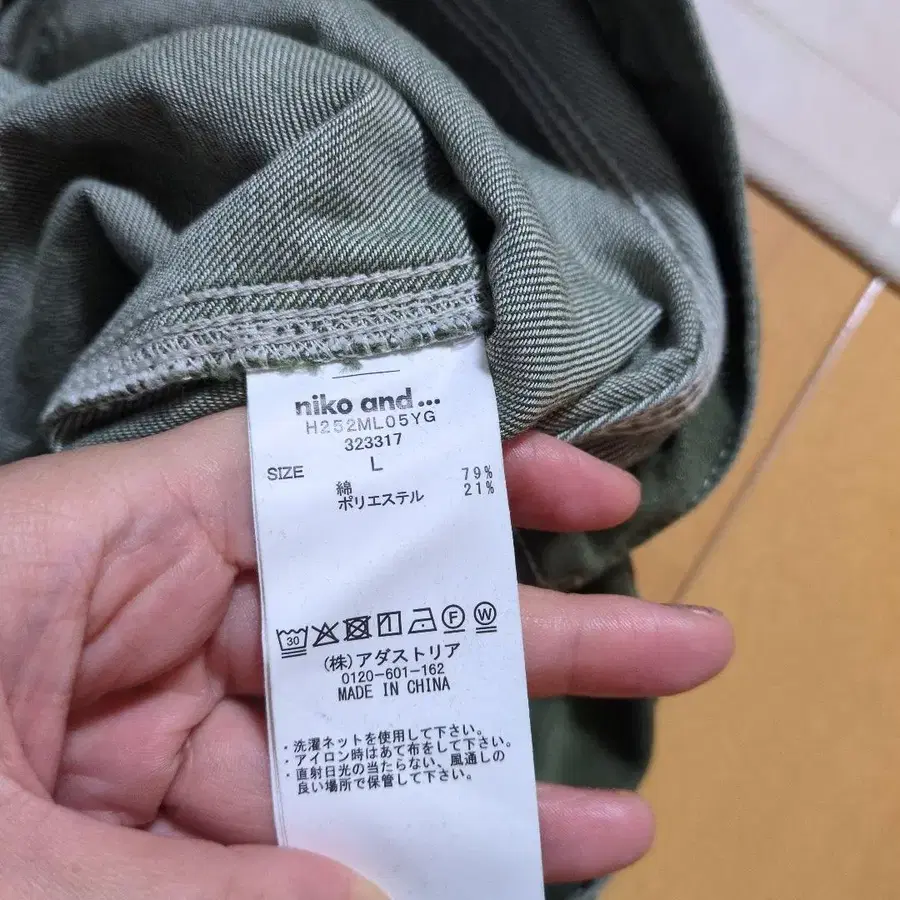 niko and...
H252ML05YG
323317
SIZE L
綿 79%
ポリエステル 21%
30 F W
(株)アダストリア
0120-601-162
MADE IN CHINA
・洗濯ネットを使用して下さい。
・アイロン時はあて布をして下さい。
・直射日光の当たらない、風通しの
良い場所で保管して下さい。